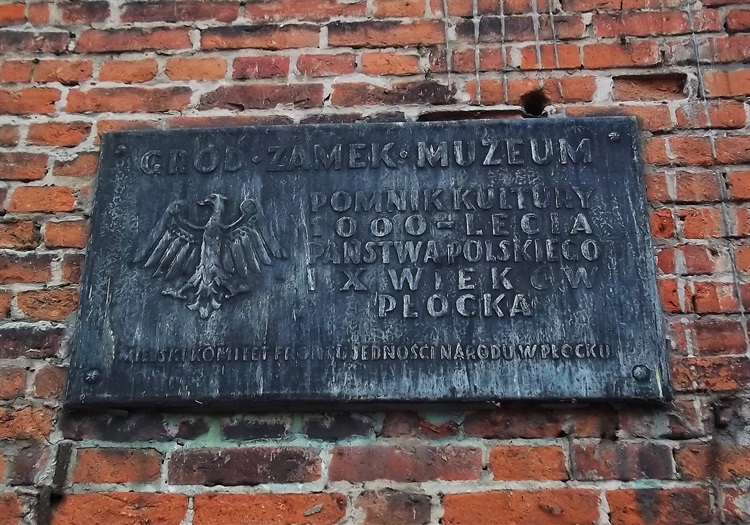 GRÓD · ZAMEK · MUZEUM
POMNIK KULTURY
1000-LECIA
PAŃSTWA POLSKIEGO
I X WIEKÓW
PŁOCKA
MIEJSKI KOMITET FRONTU JEDNOŚCI NARODU W PŁOCKU